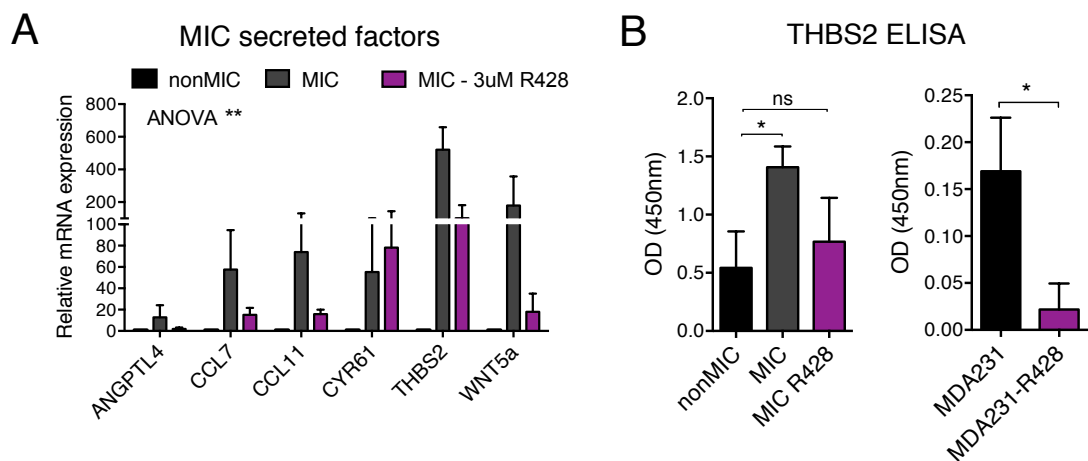 A
MIC secreted factors
nonMIC MIC MIC - 3uM R428
ANOVA **
Relative mRNA expression
800
600
400
200
100
80
60
40
20
0
ANGPTL4
CCL7
CCL11
CYR61
THBS2
WNT5a
B
THBS2 ELISA
OD (450nm)
2.0
1.5
1.0
0.5
0.0
ns
*
nonMIC
MIC
MIC R428
OD (450nm)
0.25
0.20
0.15
0.10
0.05
0.00
*
MDA231
MDA231-R428